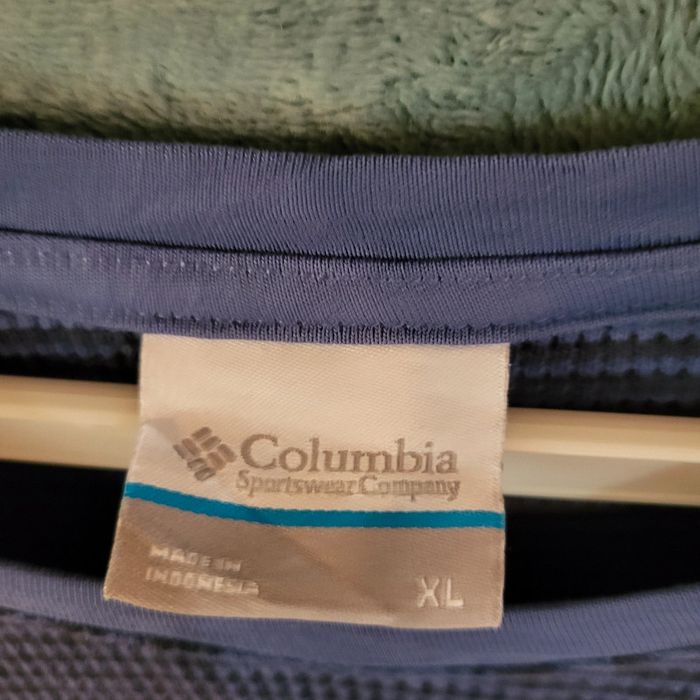 Columbia
Sportswear Company
MADE IN
INDONESIA
XL